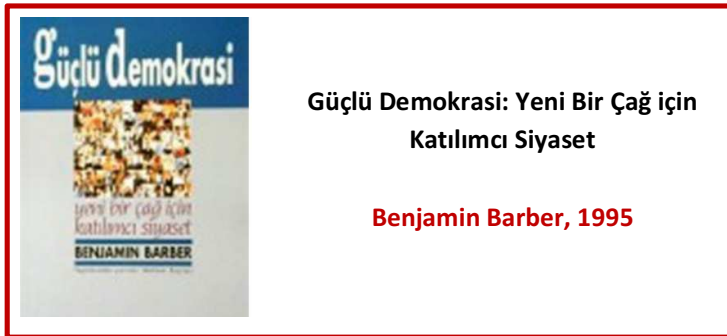 güçlü demokrasi
yeni bir çağ için
katılımcı siyaset
BENJAMIN BARBER
Güçlü Demokrasi: Yeni Bir Çağ için
Katılımcı Siyaset
Benjamin Barber, 1995